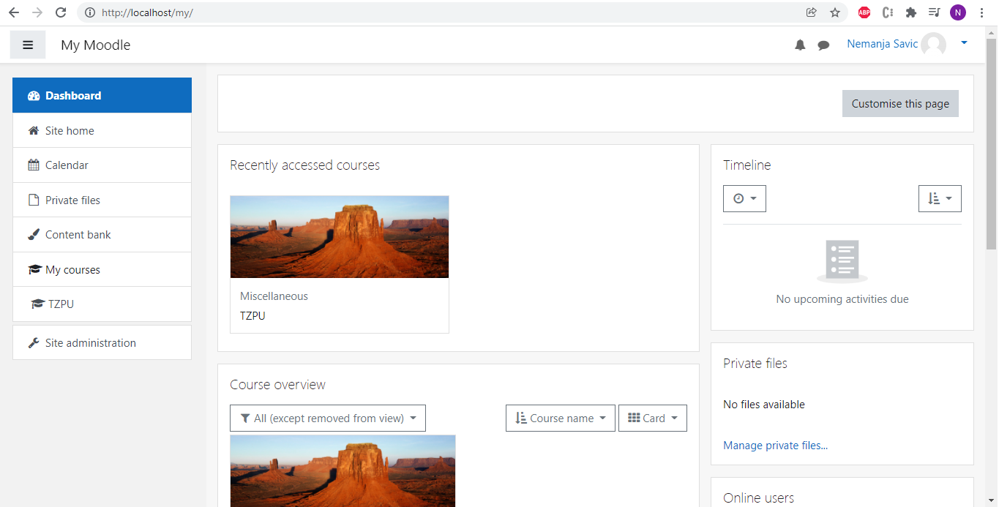 http://localhost/my/
ABP
N
My Moodle
Nemanja Savic
Dashboard
Site home
Calendar
Private files
Content bank
My courses
TZPU
Site administration
Customise this page
Recently accessed courses
Miscellaneous
TZPU
Course overview
All (except removed from view)
Course name
Card
Timeline
No upcoming activities due
Private files
No files available
Manage private files...
Online users